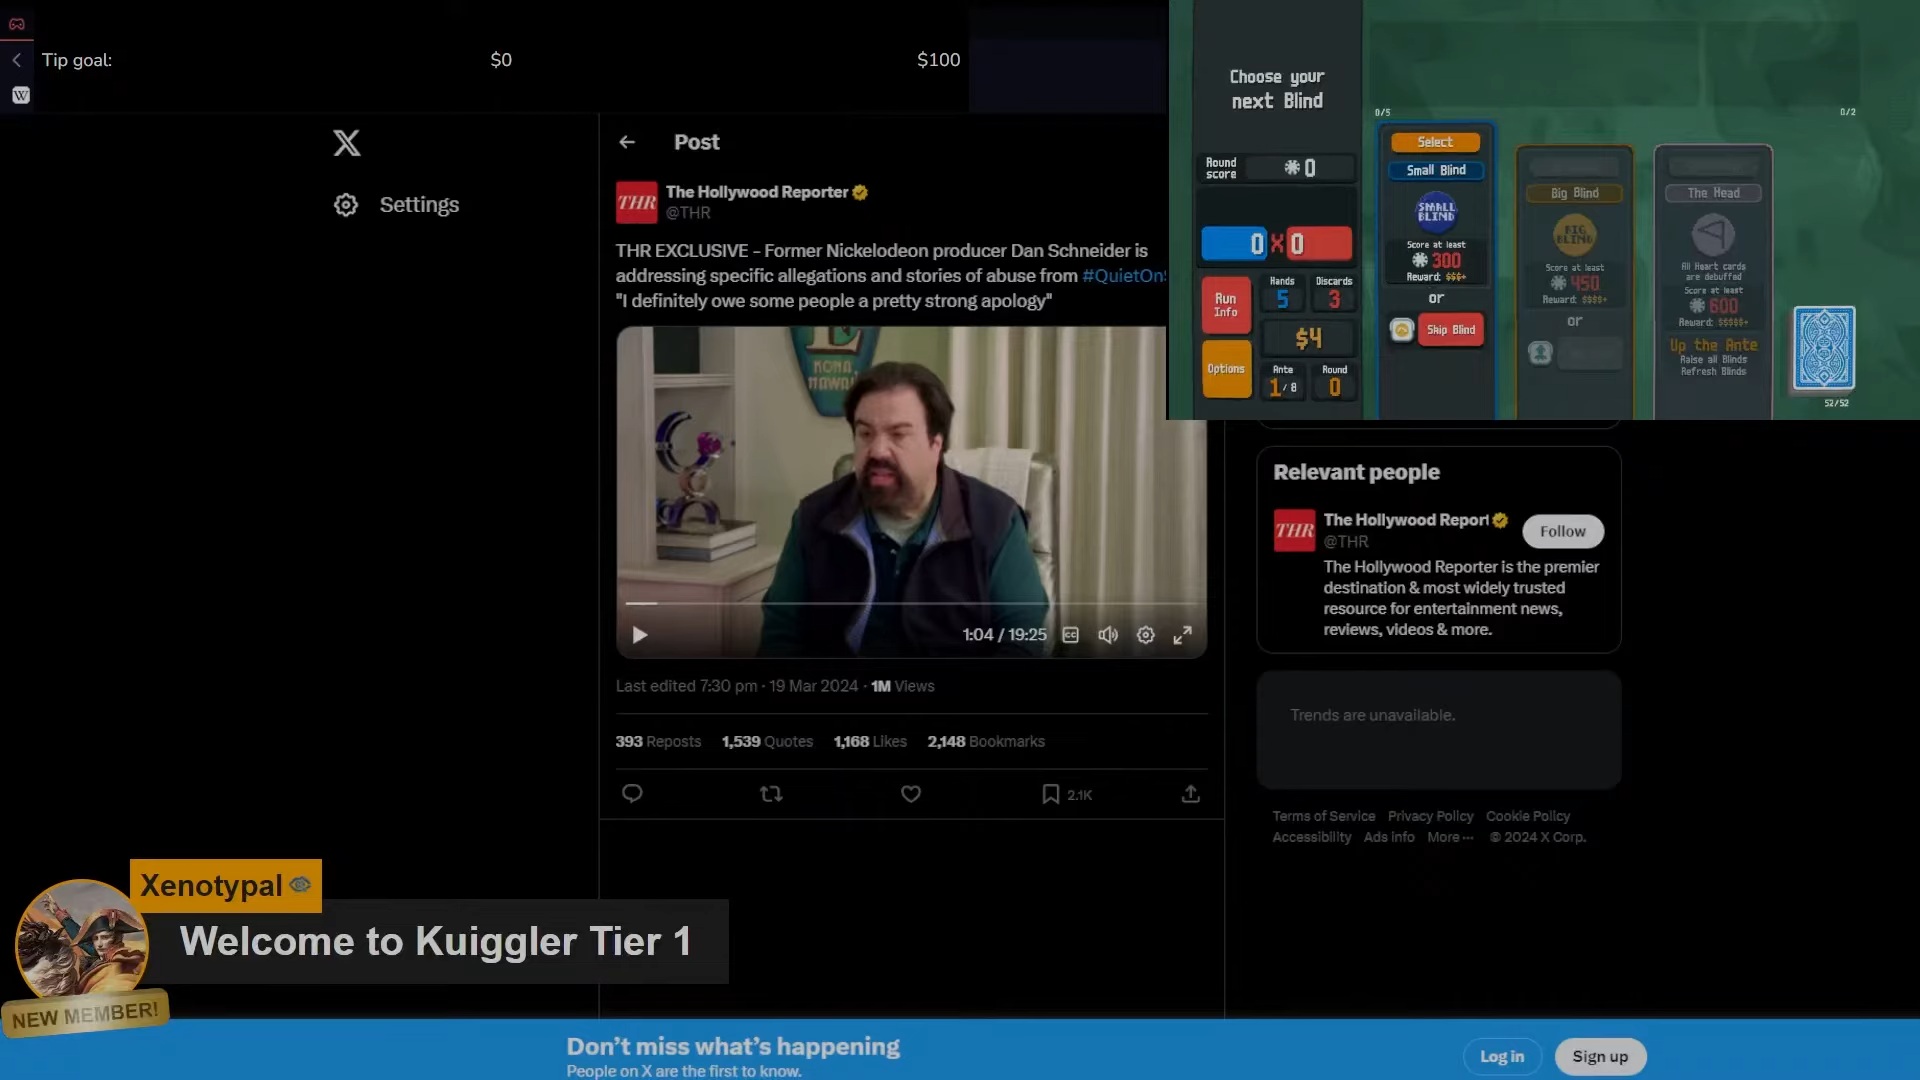 Tip goal:
$0
$100
W
X
Settings
Post
THR
The Hollywood Reporter
@THR
THR EXCLUSIVE - Former Nickelodeon producer Dan Schneider is
addressing specific allegations and stories of abuse from #QuietOn
"I definitely owe some people a pretty strong apology"
KONA
HAWAI
1:04 / 19:25
CC
Last edited 7:30 pm · 19 Mar 2024 · 1M Views
393 Reposts 1,539 Quotes 1,168 Likes 2,148 Bookmarks
2.1K
Choose your
next Blind
Round
score
0
0 X 0
Run
Info
Hands
5
Discards
3
$4
Options
Ante
1/8
Round
0
0/5
0/2
Select
Small Blind
SMALL
BLIND
Score at least
300
Reward: $$$+
or
Skip Blind
Big Blind
BIG
BLIND
Score at least
450
Reward: $$$$+
or
The Head
All Heart cards
are debuffed
Score at least
600
Reward: $$$$$+
Up the Ante
Raise all Blinds
Refresh Blinds
52/52
Relevant people
THR
The Hollywood Report
@THR
Follow
The Hollywood Reporter is the premier
destination & most widely trusted
resource for entertainment news,
reviews, videos & more.
Trends are unavailable.
Terms of Service Privacy Policy Cookie Policy
Accessibility Ads info More ··· © 2024 X Corp.
Xenotypal
Welcome to Kuiggler Tier 1
NEW MEMBER!
Don't miss what's happening
People on X are the first to know.
Log in
Sign up